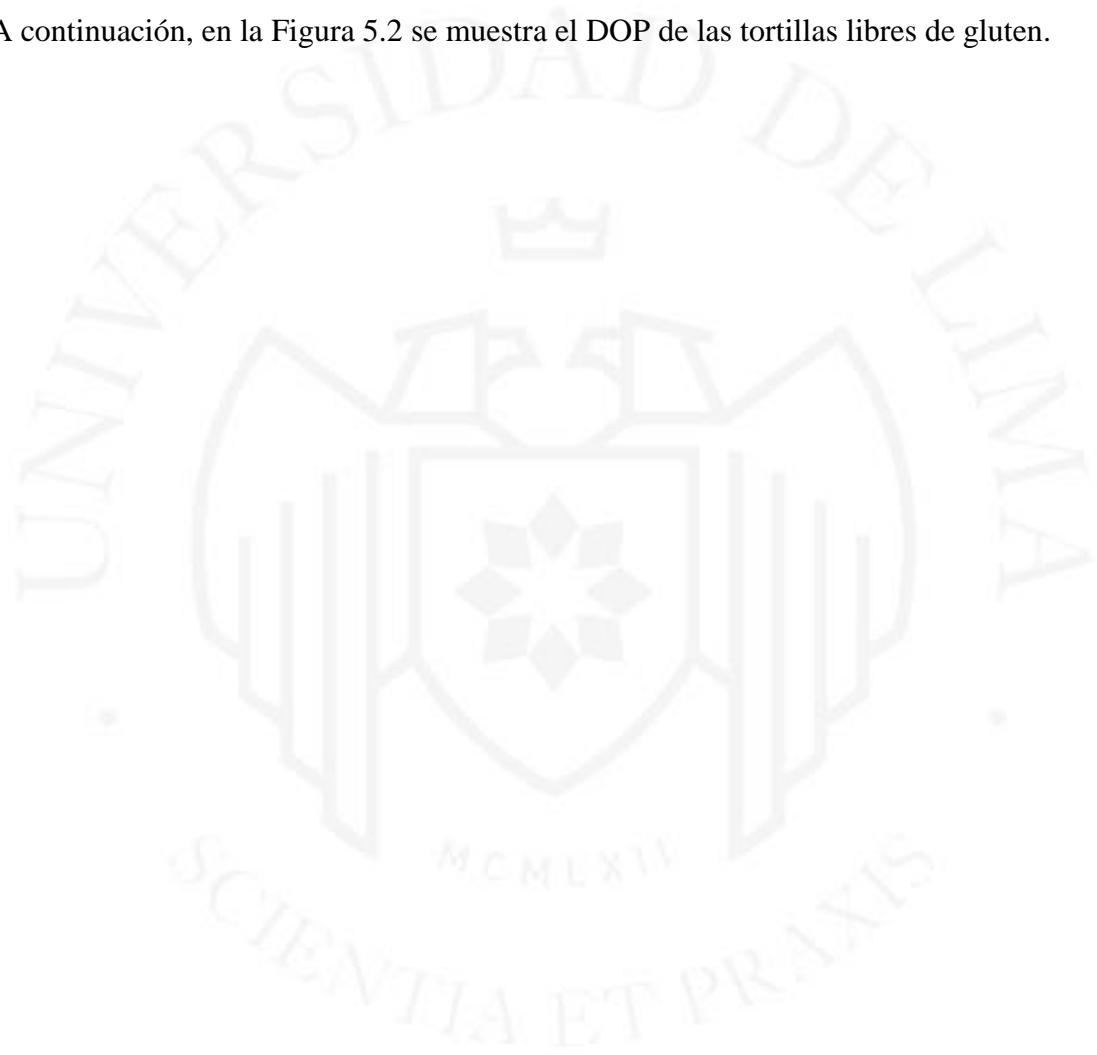 A continuación, en la Figura 5.2 se muestra el DOP de las tortillas libres de gluten.
UNIVERSIDAD DE LIMA
MCMLXII
SCIENTIA ET PRAXIS